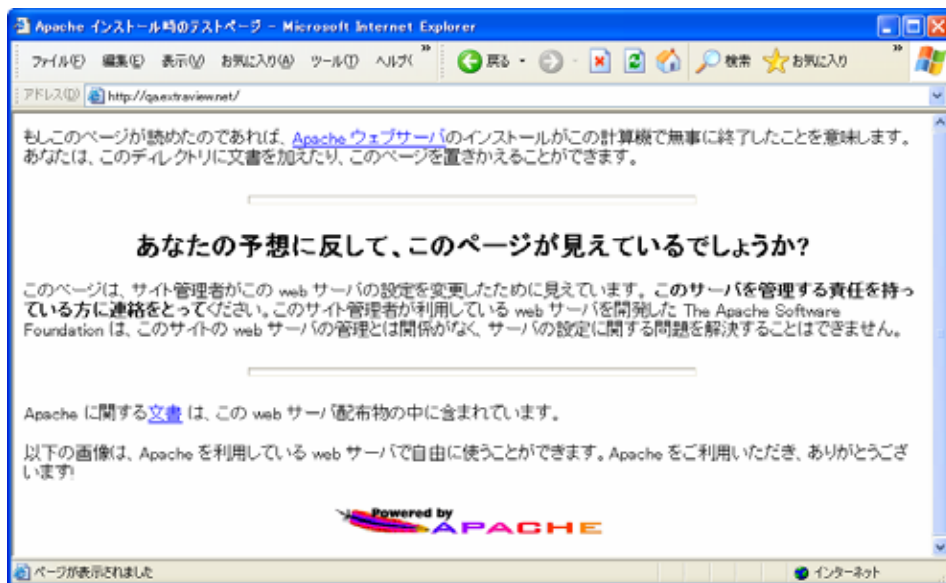 Apache インストール時のテストページ - Microsoft Internet Explorer
ファイル(F) 編集(E) 表示(V) お気に入り(A) ツール(T) ヘルプ( » 戻る 検索 お気に入り »
アドレス(D) http://qa.extraview.net/
もしこのページが読めたのであれば、Apache ウェブサーバのインストールがこの計算機で無事に終了したことを意味します。
あなたは、このディレクトリに文書を加えたり、このページを置きかえることができます。
あなたの予想に反して、このページが見えているでしょうか?
このページは、サイト管理者がこの web サーバの設定を変更したために見えています。このサーバを管理する責任を持っ
ている方に連絡をとってください。このサイト管理者が利用している web サーバを開発した The Apache Software
Foundation は、このサイトの web サーバの管理とは関係がなく、サーバの設定に関する問題を解決することはできません。
Apache に関する文書 は、この web サーバ配布物の中に含まれています。
以下の画像は、Apache を利用している web サーバで自由に使うことができます。Apache をご利用いただき、ありがとうござ
います!
Powered by
APACHE
ページが表示されました インターネット